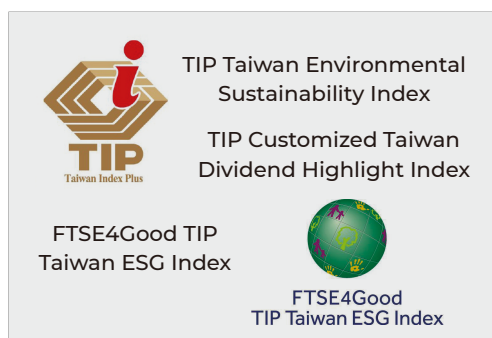 TIP
Taiwan Index Plus
TIP Taiwan Environmental
Sustainability Index
TIP Customized Taiwan
Dividend Highlight Index
FTSE4Good TIP
Taiwan ESG Index
FTSE4Good
TIP Taiwan ESG Index